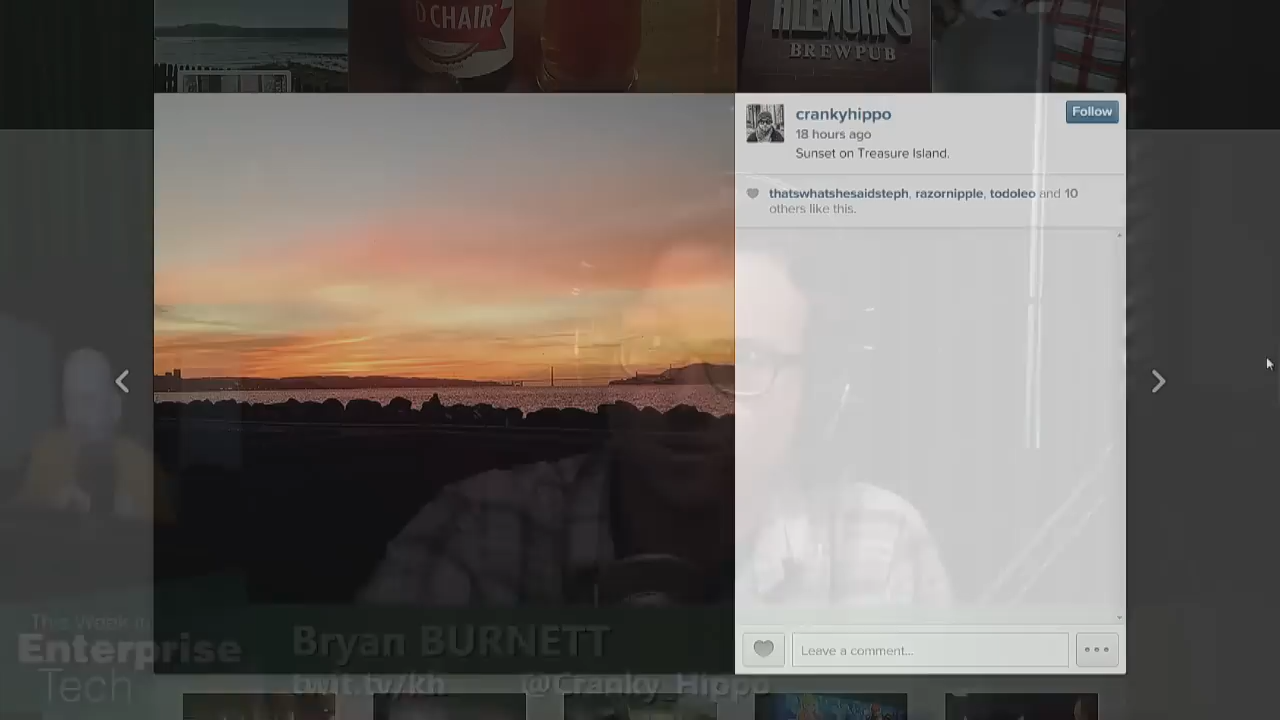 D CHAIR
ALEWORKS
BREWPUB
crankyhippo
Follow
18 hours ago
Sunset on Treasure Island.
thatswhatshesaidsteph, razornipple, todoleo and 10
others like this.
Leave a comment...
This Week in
Enterprise
Tech
Bryan BURNETT
twit.tv/kh @Cranky_Hippo